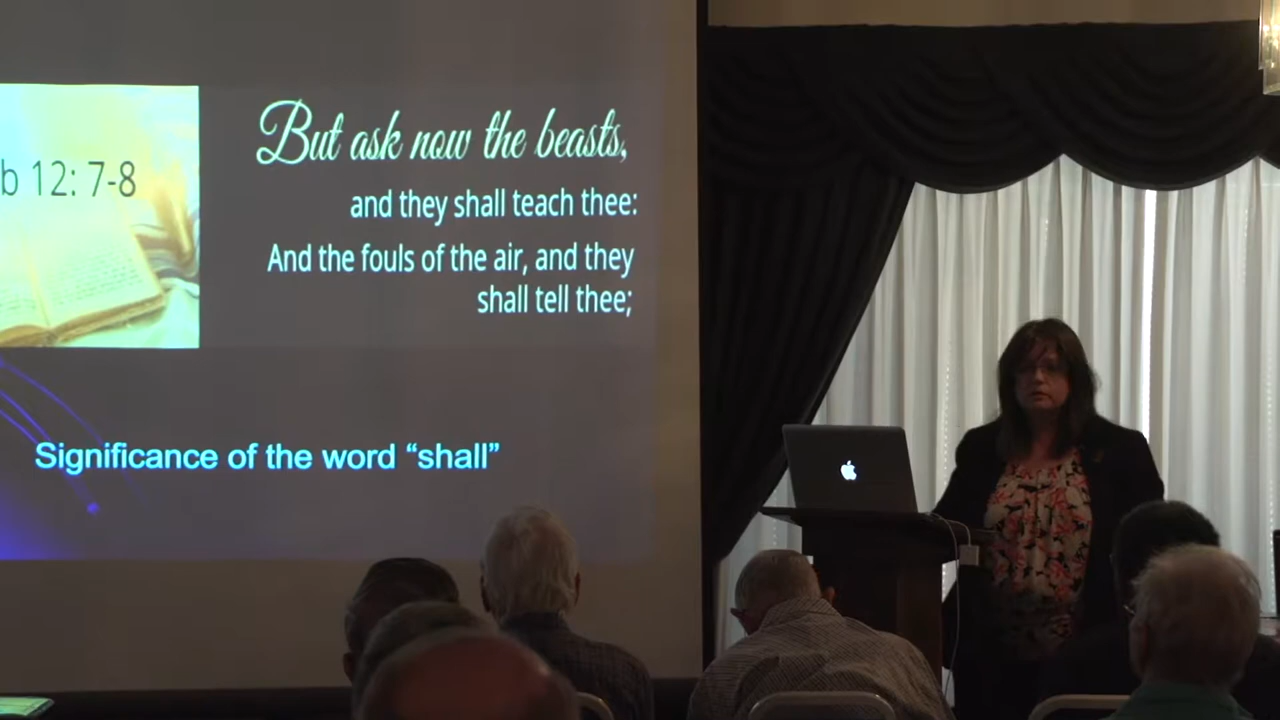 b 12: 7-8
But ask now the beasts,
and they shall teach thee:
And the fouls of the air, and they
shall tell thee;
Significance of the word “shall”